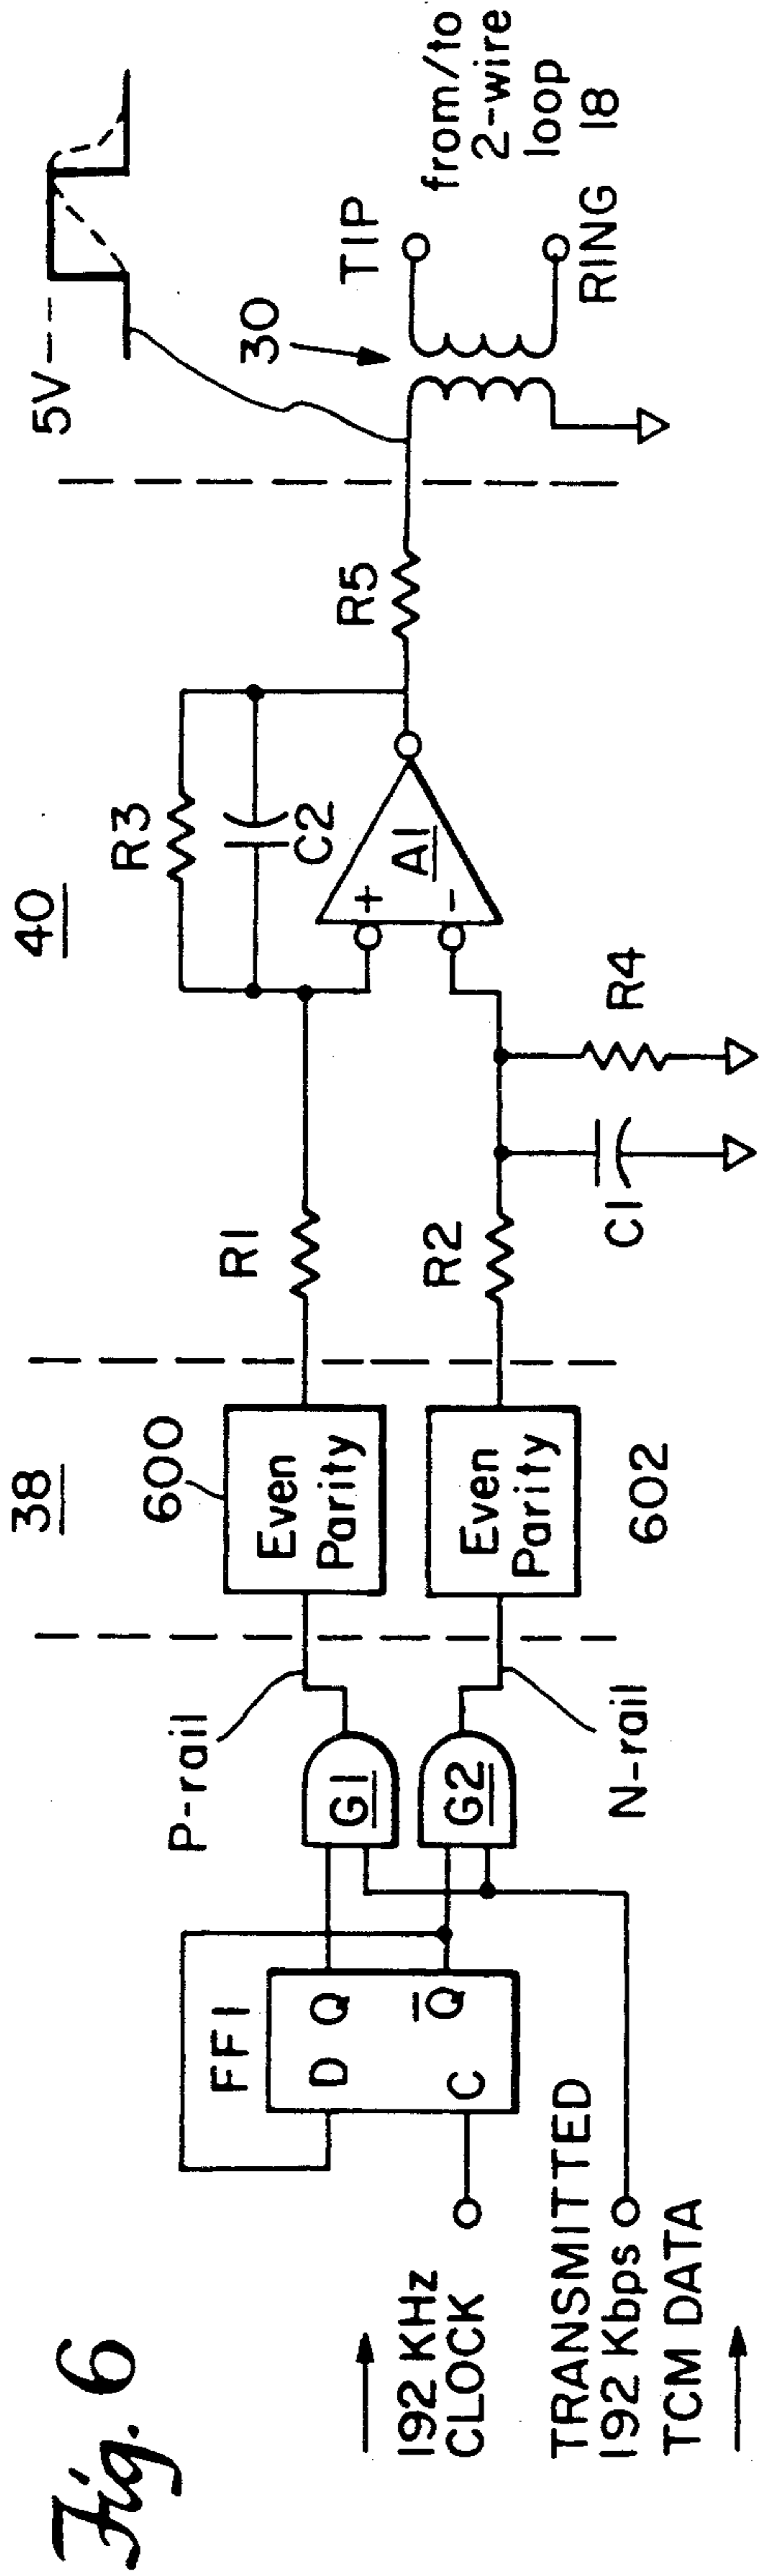 Fig. 6
192 KHz
CLOCK
TRANSMITTED
192 Kbps
TCM DATA
FF1
D Q
C Q̅
G1
G2
P-rail
N-rail
38
600
Even
Parity
Even
Parity
602
40
R1
R2
C1
R4
R3
C2
+
A1
-
R5
5V
30
TIP
RING
from/to
2-wire
loop
18